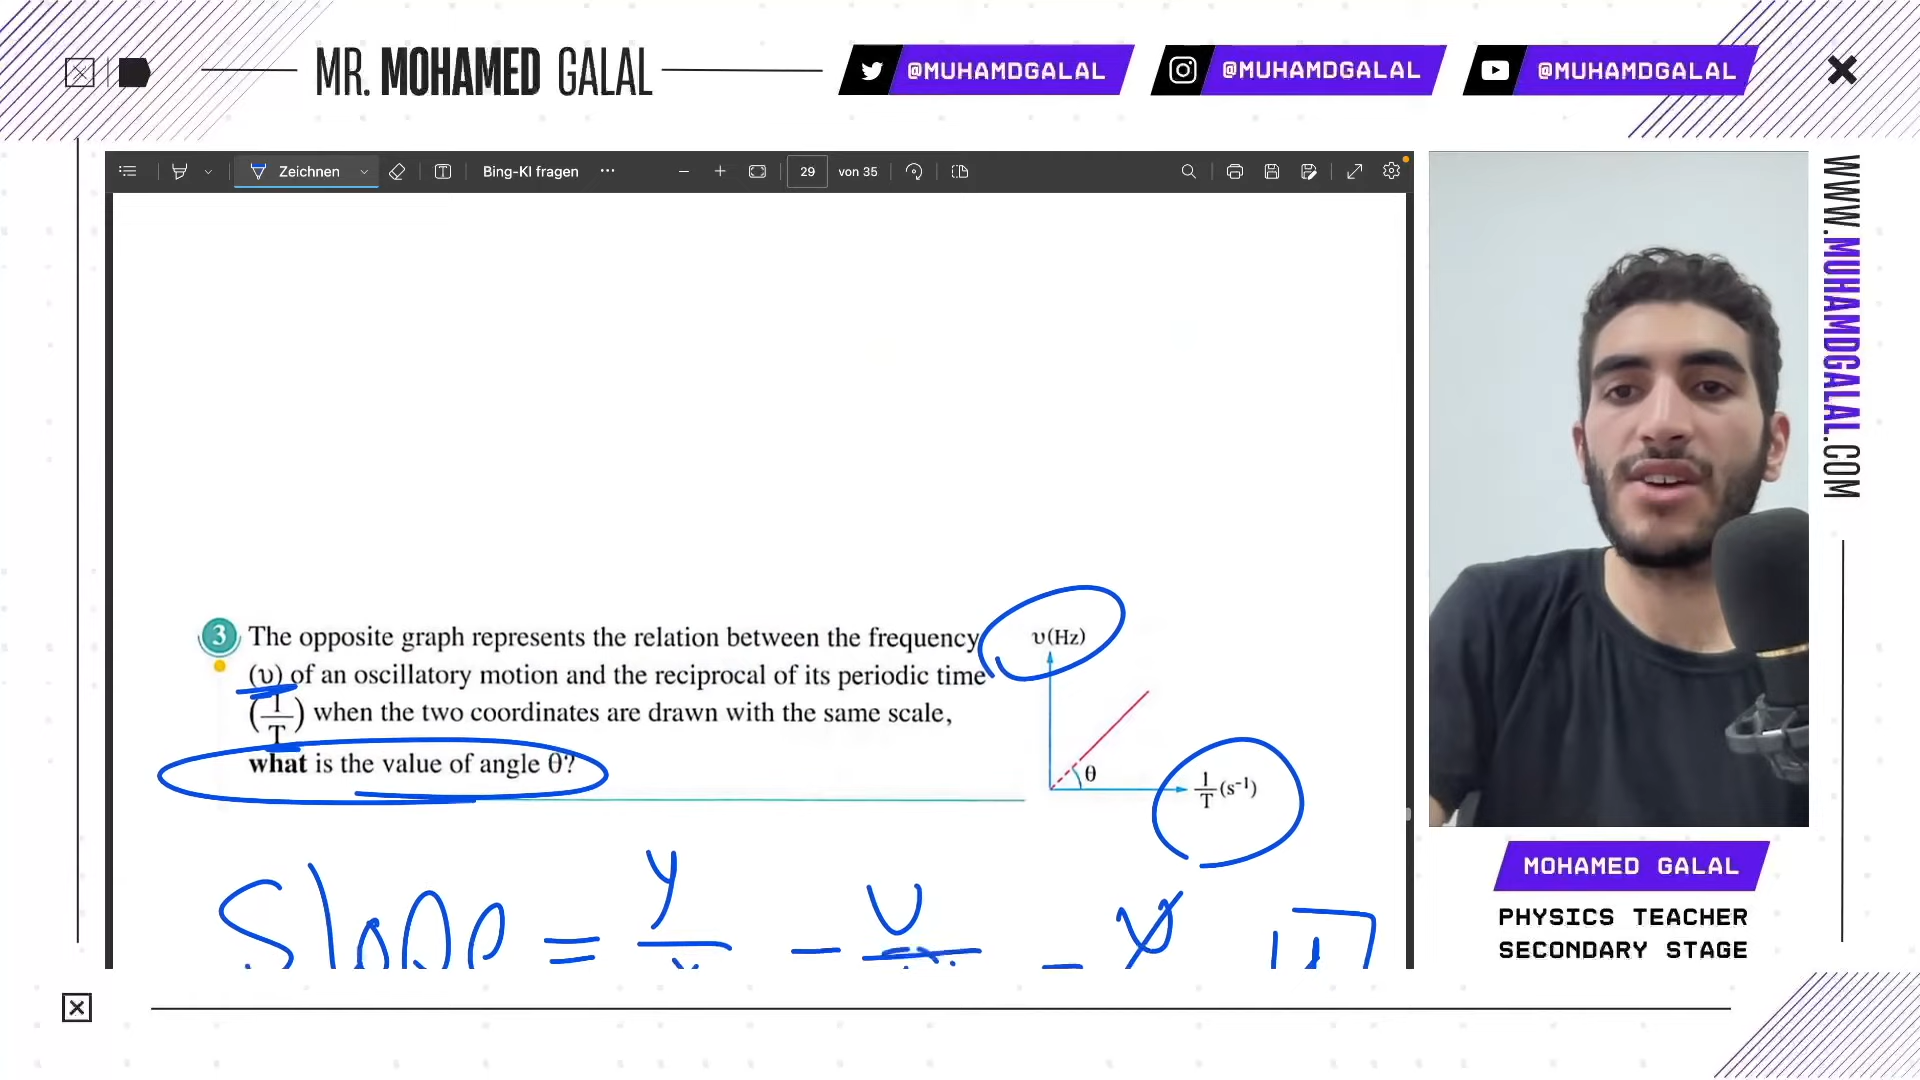 MR. MOHAMED GALAL
@MUHAMDGALAL
@MUHAMDGALAL
@MUHAMDGALAL
WWW.MUHAMDGALAL.COM
Zeichnen
Bing-KI fragen
29 von 35
3 The opposite graph represents the relation between the frequency
(υ) of an oscillatory motion and the reciprocal of its periodic time
(1/T) when the two coordinates are drawn with the same scale,
what is the value of angle θ?
υ(Hz)
θ
1/T (s⁻¹)
Slope = y
MOHAMED GALAL
PHYSICS TEACHER
SECONDARY STAGE